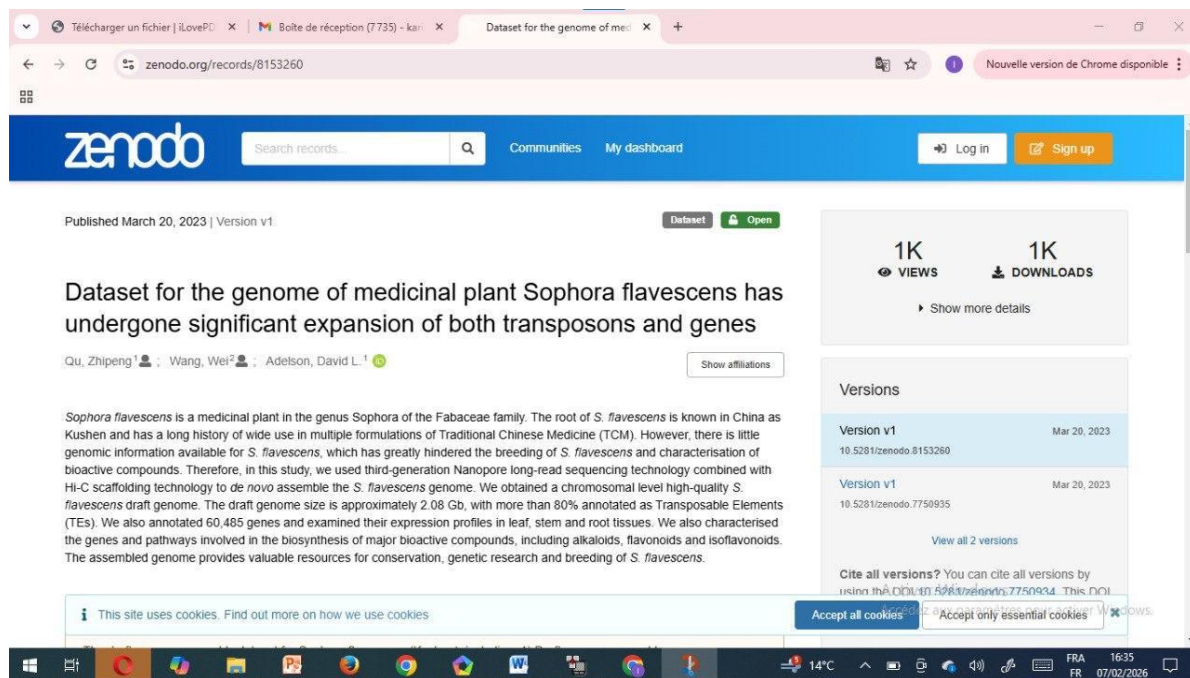 Télécharger un fichier | iLovePD
Boîte de réception (7 735) - kari
Dataset for the genome of med
zenodo.org/records/8153260
Nouvelle version de Chrome disponible
zenodo
Search records...
Communities
My dashboard
Log in
Sign up
Published March 20, 2023 | Version v1
Dataset
Open
Dataset for the genome of medicinal plant Sophora flavescens has
undergone significant expansion of both transposons and genes
Qu, Zhipeng1 ; Wang, Wei2 ; Adelson, David L.1 iD
Show affiliations
Sophora flavescens is a medicinal plant in the genus Sophora of the Fabaceae family. The root of S. flavescens is known in China as
Kushen and has a long history of wide use in multiple formulations of Traditional Chinese Medicine (TCM). However, there is little
genomic information available for S. flavescens, which has greatly hindered the breeding of S. flavescens and characterisation of
bioactive compounds. Therefore, in this study, we used third-generation Nanopore long-read sequencing technology combined with
Hi-C scaffolding technology to de novo assemble the S. flavescens genome. We obtained a chromosomal level high-quality S.
flavescens draft genome. The draft genome size is approximately 2.08 Gb, with more than 80% annotated as Transposable Elements
(TEs). We also annotated 60,485 genes and examined their expression profiles in leaf, stem and root tissues. We also characterised
the genes and pathways involved in the biosynthesis of major bioactive compounds, including alkaloids, flavonoids and isoflavonoids.
The assembled genome provides valuable resources for conservation, genetic research and breeding of S. flavescens.
1K
VIEWS
1K
DOWNLOADS
Show more details
Versions
Version v1 Mar 20, 2023
10.5281/zenodo.8153260
Version v1 Mar 20, 2023
10.5281/zenodo.7750935
View all 2 versions
Cite all versions? You can cite all versions by
using the DOI 10.5281/zenodo.7750934. This DOI
This site uses cookies. Find out more on how we use cookies
Accept all cookies
Accept only essential cookies
14°C
FRA
FR
16:35
07/02/2026